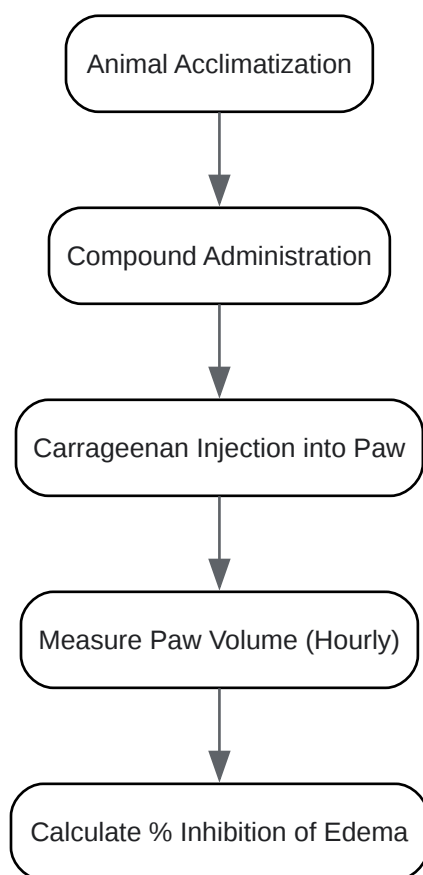 Animal Acclimatization
Compound Administration
Carrageenan Injection into Paw
Measure Paw Volume (Hourly)
Calculate % Inhibition of Edema